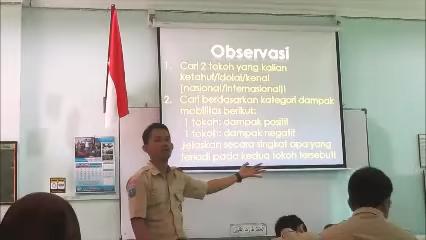 Observasi
1. Cari 2 tokoh yang kalian
ketahui/idolai/kenal
(nasional/internasional)!
2. Cari berdasarkan kategori dampak
mobilitas berikut:
1 tokoh: dampak positif
1 tokoh: dampak negatif
Jelaskan secara singkat apa yang
terjadi pada kedua tokoh tersebut!